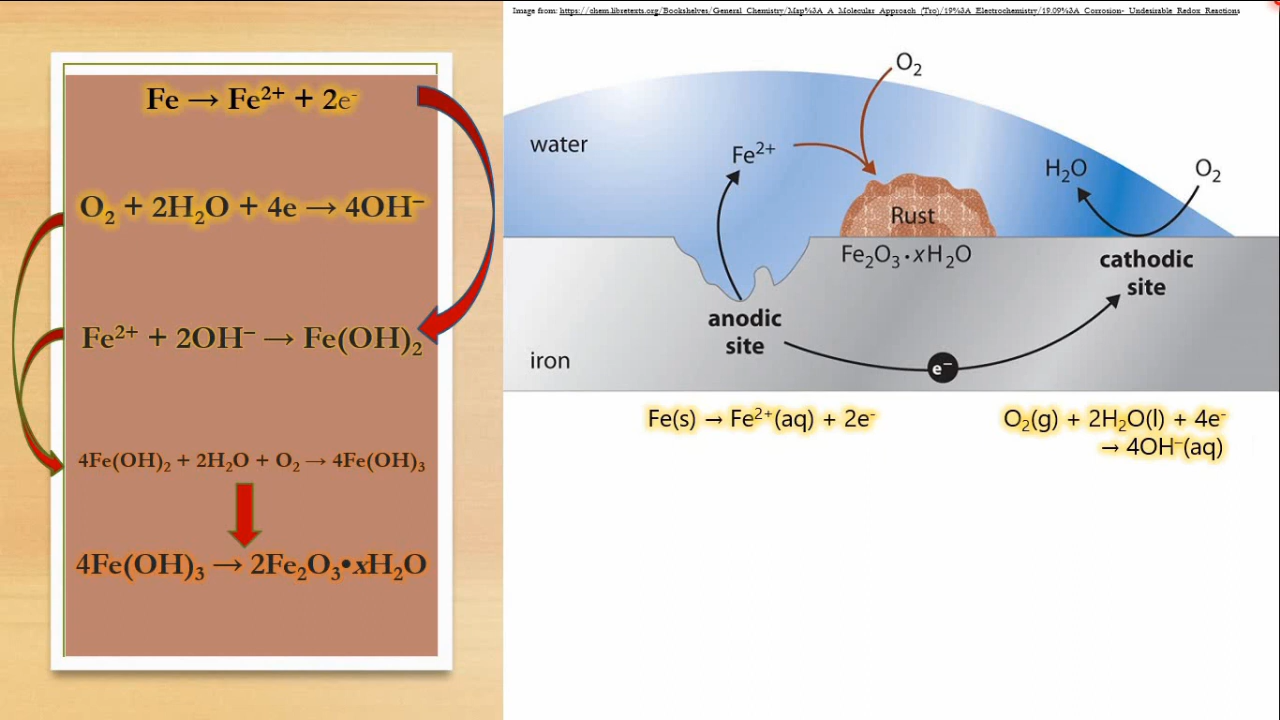 Image from: https://chem.libretexts.org/Bookshelves/General_Chemistry/Map%3A_A_Molecular_Approach_(Tro)/19%3A_Electrochemistry/19.09%3A_Corrosion-_Undesirable_Redox_Reactions
Fe → Fe²⁺ + 2e⁻
O₂ + 2H₂O + 4e → 4OH⁻
Fe²⁺ + 2OH⁻ → Fe(OH)₂
4Fe(OH)₂ + 2H₂O + O₂ → 4Fe(OH)₃
4Fe(OH)₃ → 2Fe₂O₃•xH₂O
O₂
water
Fe²⁺
H₂O
O₂
Rust
Fe₂O₃·xH₂O
cathodic
site
anodic
site
iron
e⁻
Fe(s) → Fe²⁺(aq) + 2e⁻
O₂(g) + 2H₂O(l) + 4e⁻
→ 4OH⁻(aq)